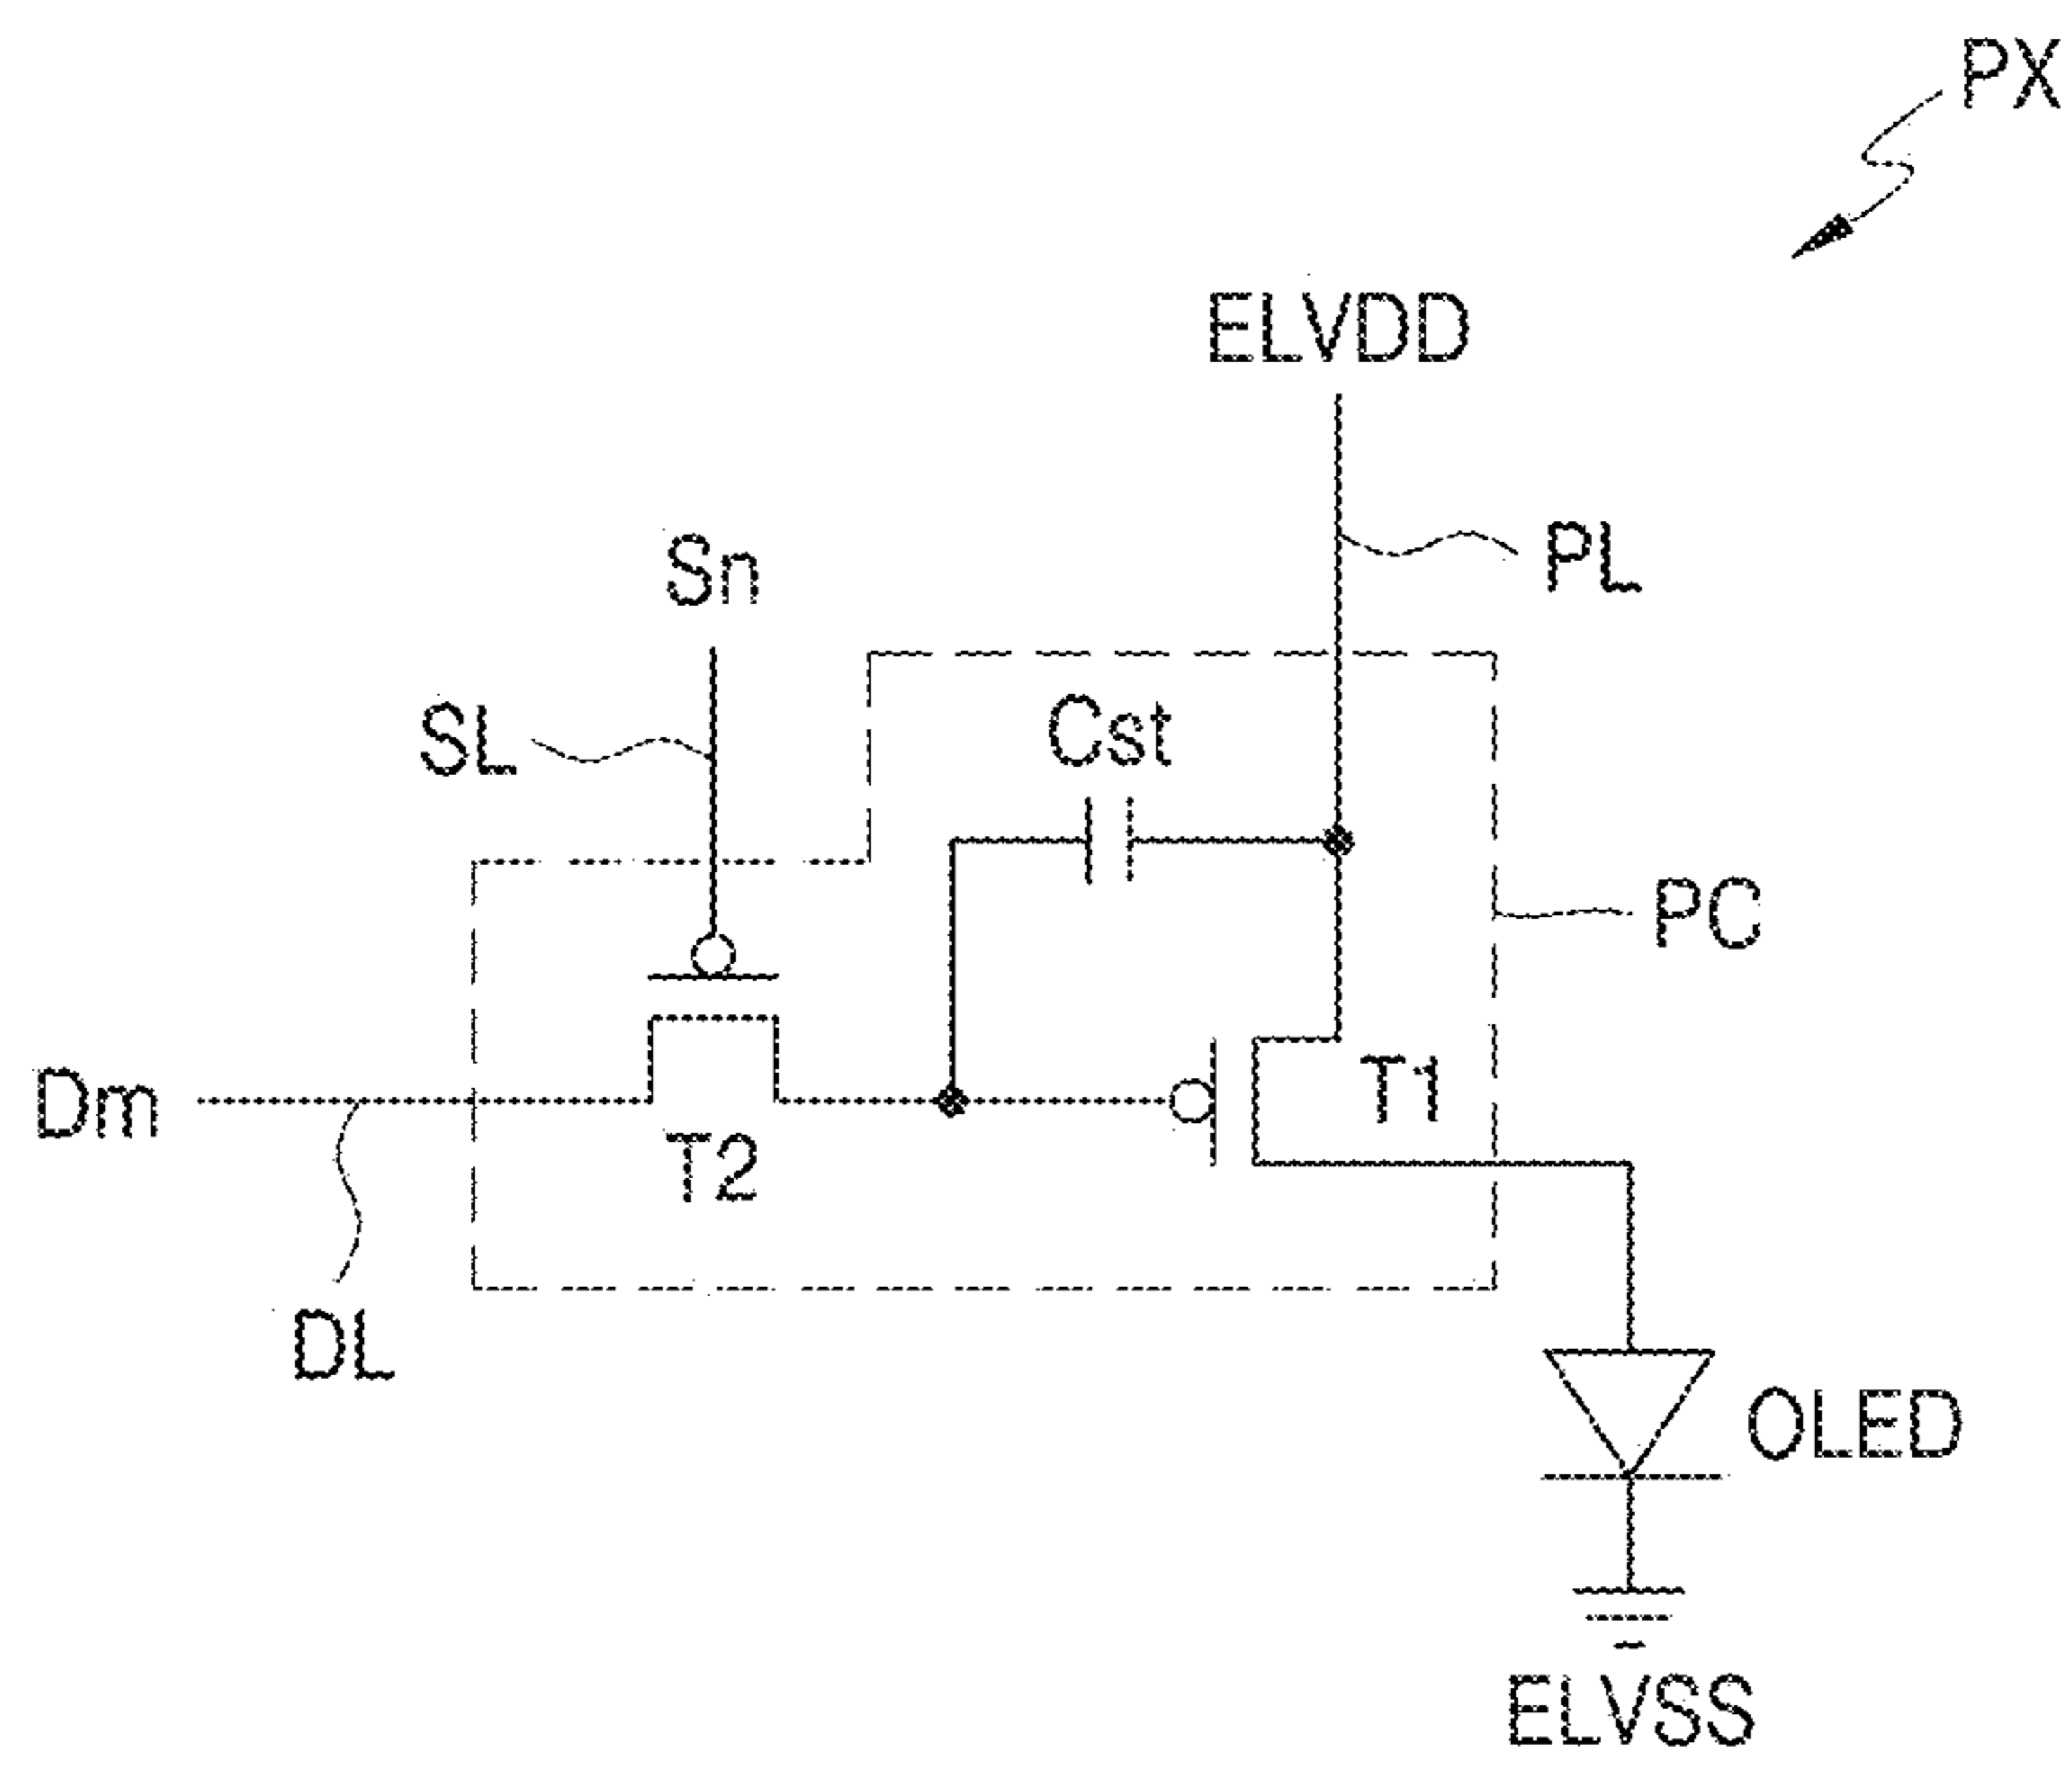 PX
ELVDD
PL
Sn
SL
Cst
PC
Dm
T1
T2
DL
OLED
ELVSS